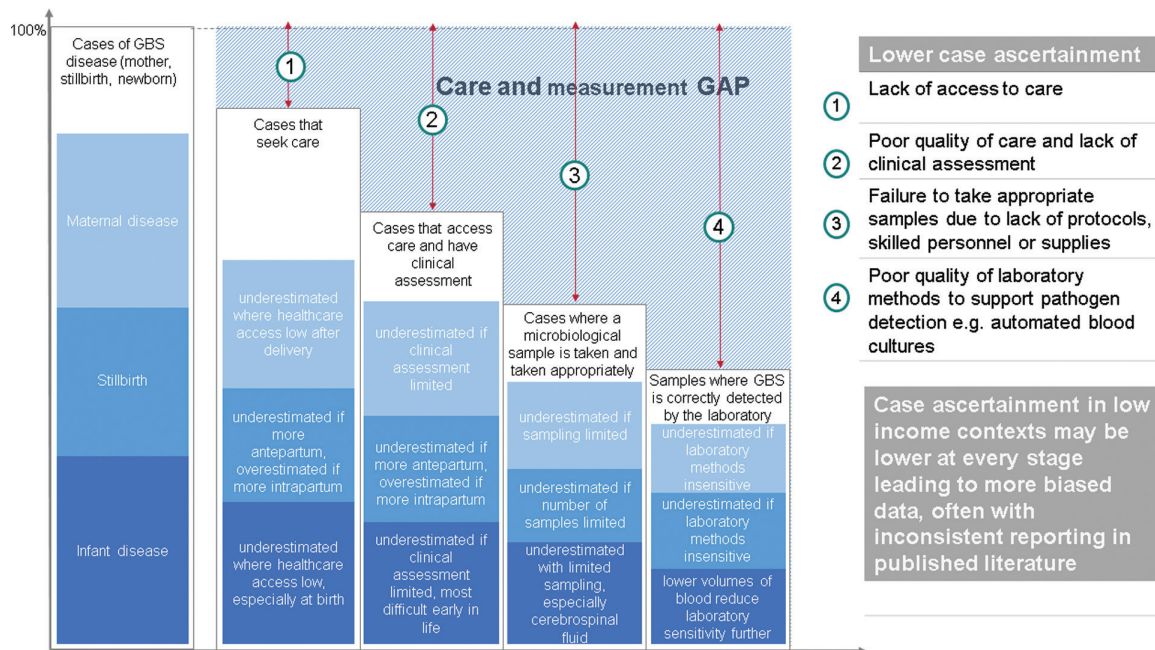 100%
Cases of GBS
disease (mother,
stillbirth, newborn)
Maternal disease
Stillbirth
Infant disease
1
Cases that
seek care
underestimated
where healthcare
access low after
delivery
underestimated if
more
antepartum,
overestimated if
more intrapartum
underestimated
where healthcare
access low,
especially at birth
Care and measurement GAP
2
Cases that access
care and have
clinical
assessment
underestimated if
clinical
assessment
limited
underestimated if
more antepartum,
overestimated if
more intrapartum
underestimated if
clinical
assessment
limited, most
difficult early in
life
3
Cases where a
microbiological
sample is taken and
taken appropriately
underestimated if
sampling limited
underestimated if
number of
samples limited
underestimated
with limited
sampling,
especially
cerebrospinal
fluid
4
Samples where GBS
is correctly detected
by the laboratory
underestimated if
laboratory
methods
insensitive
underestimated if
laboratory
methods
insensitive
lower volumes of
blood reduce
laboratory
sensitivity further
Lower case ascertainment
1
Lack of access to care
2
Poor quality of care and lack of
clinical assessment
3
Failure to take appropriate
samples due to lack of protocols,
skilled personnel or supplies
4
Poor quality of laboratory
methods to support pathogen
detection e.g. automated blood
cultures
Case ascertainment in low
income contexts may be
lower at every stage
leading to more biased
data, often with
inconsistent reporting in
published literature